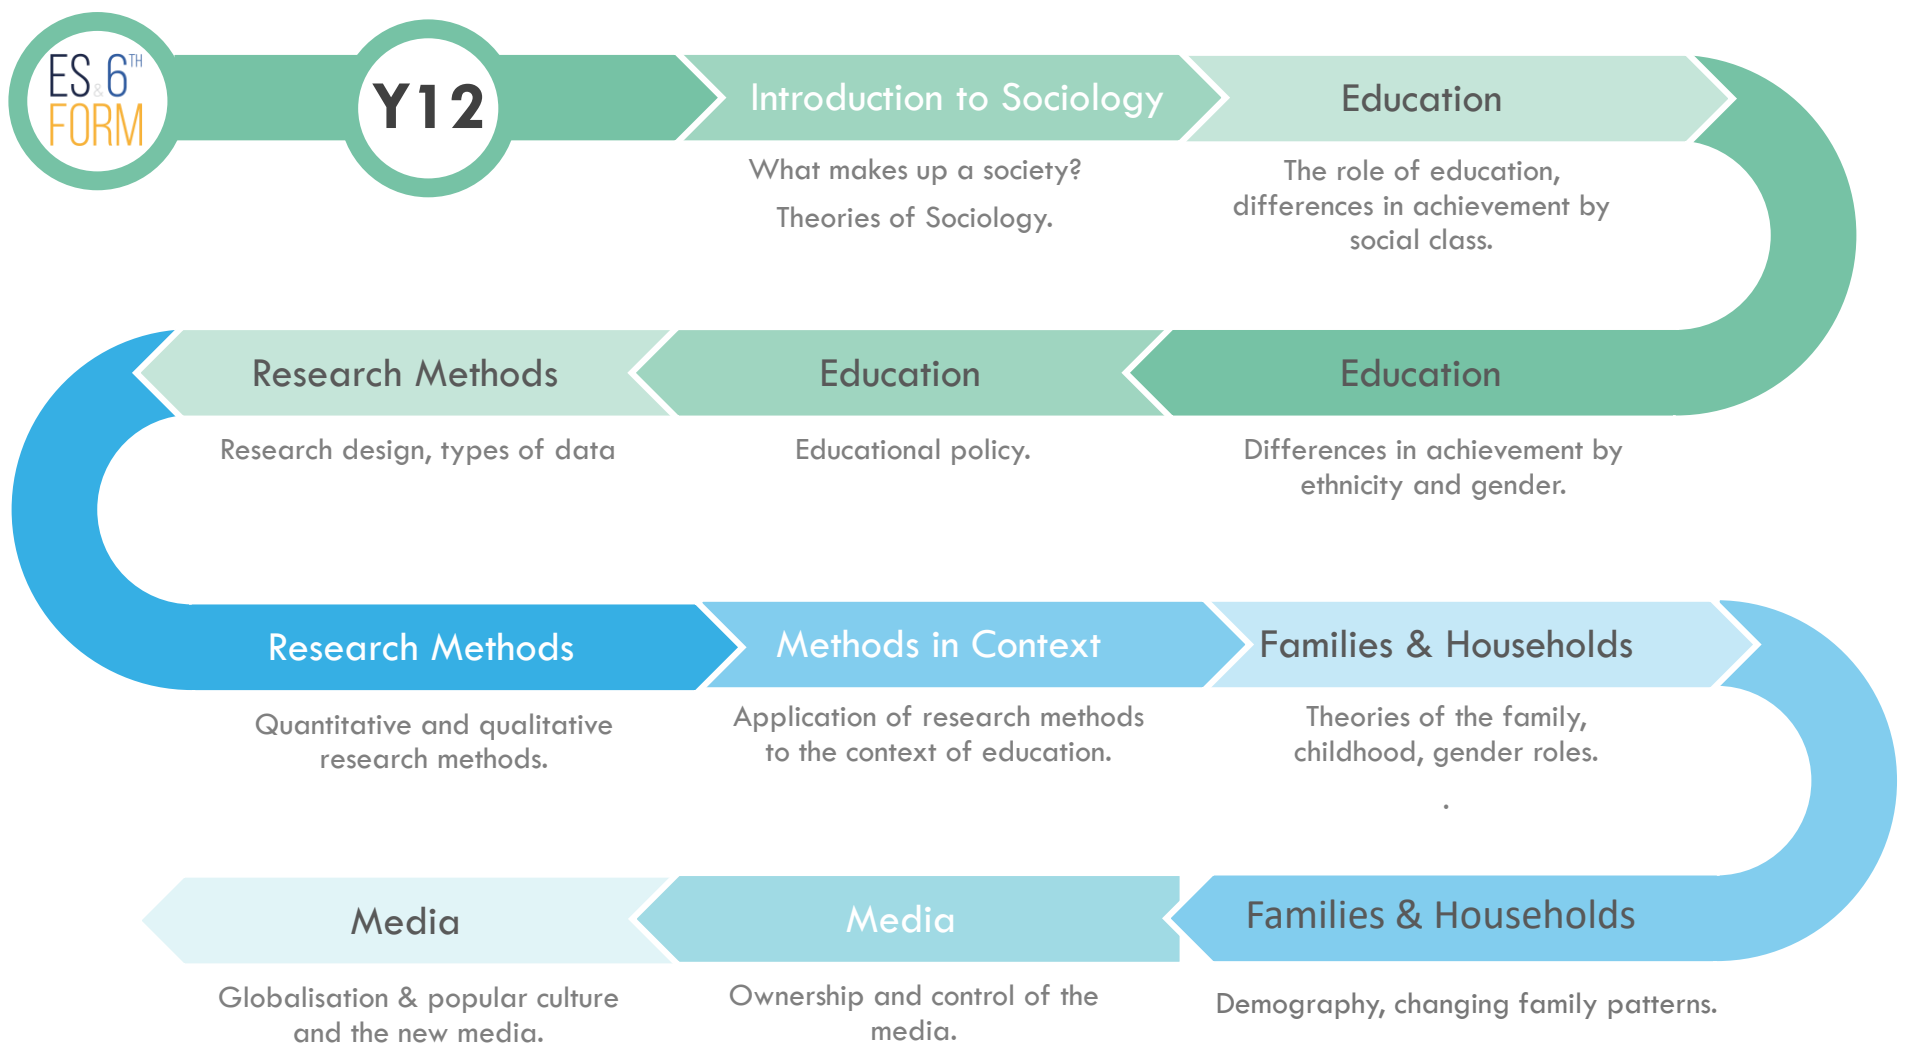 ES & 6TH
FORM
Y12
Introduction to Sociology
What makes up a society?
Theories of Sociology.
Education
The role of education,
differences in achievement by
social class.
Education
Differences in achievement by
ethnicity and gender.
Education
Educational policy.
Research Methods
Research design, types of data
Research Methods
Quantitative and qualitative
research methods.
Methods in Context
Application of research methods
to the context of education.
Families & Households
Theories of the family,
childhood, gender roles.
.
Families & Households
Demography, changing family patterns.
Media
Ownership and control of the
media.
Media
Globalisation & popular culture
and the new media.